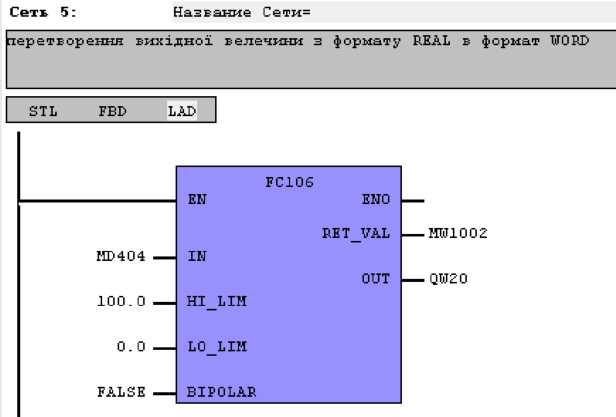 Сеть 5: Название Сети=
перетворення вихідної велечини з формату REAL в формат WORD
STL FBD LAD
FC106
EN ENO
RET_VAL MW1002
MD404 IN
OUT QW20
100.0 HI_LIM
0.0 LO_LIM
FALSE BIPOLAR